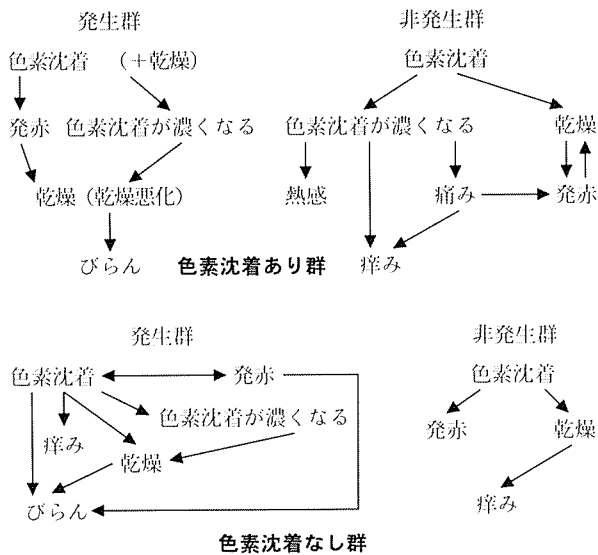 発生群
色素沈着 （＋乾燥）
発赤 色素沈着が濃くなる
乾燥（乾燥悪化）
びらん
非発生群
色素沈着
色素沈着が濃くなる 乾燥
熱感 痛み 発赤
痒み
色素沈着あり群
発生群
色素沈着 発赤
色素沈着が濃くなる
痒み
乾燥
びらん
非発生群
色素沈着
発赤 乾燥
痒み
色素沈着なし群